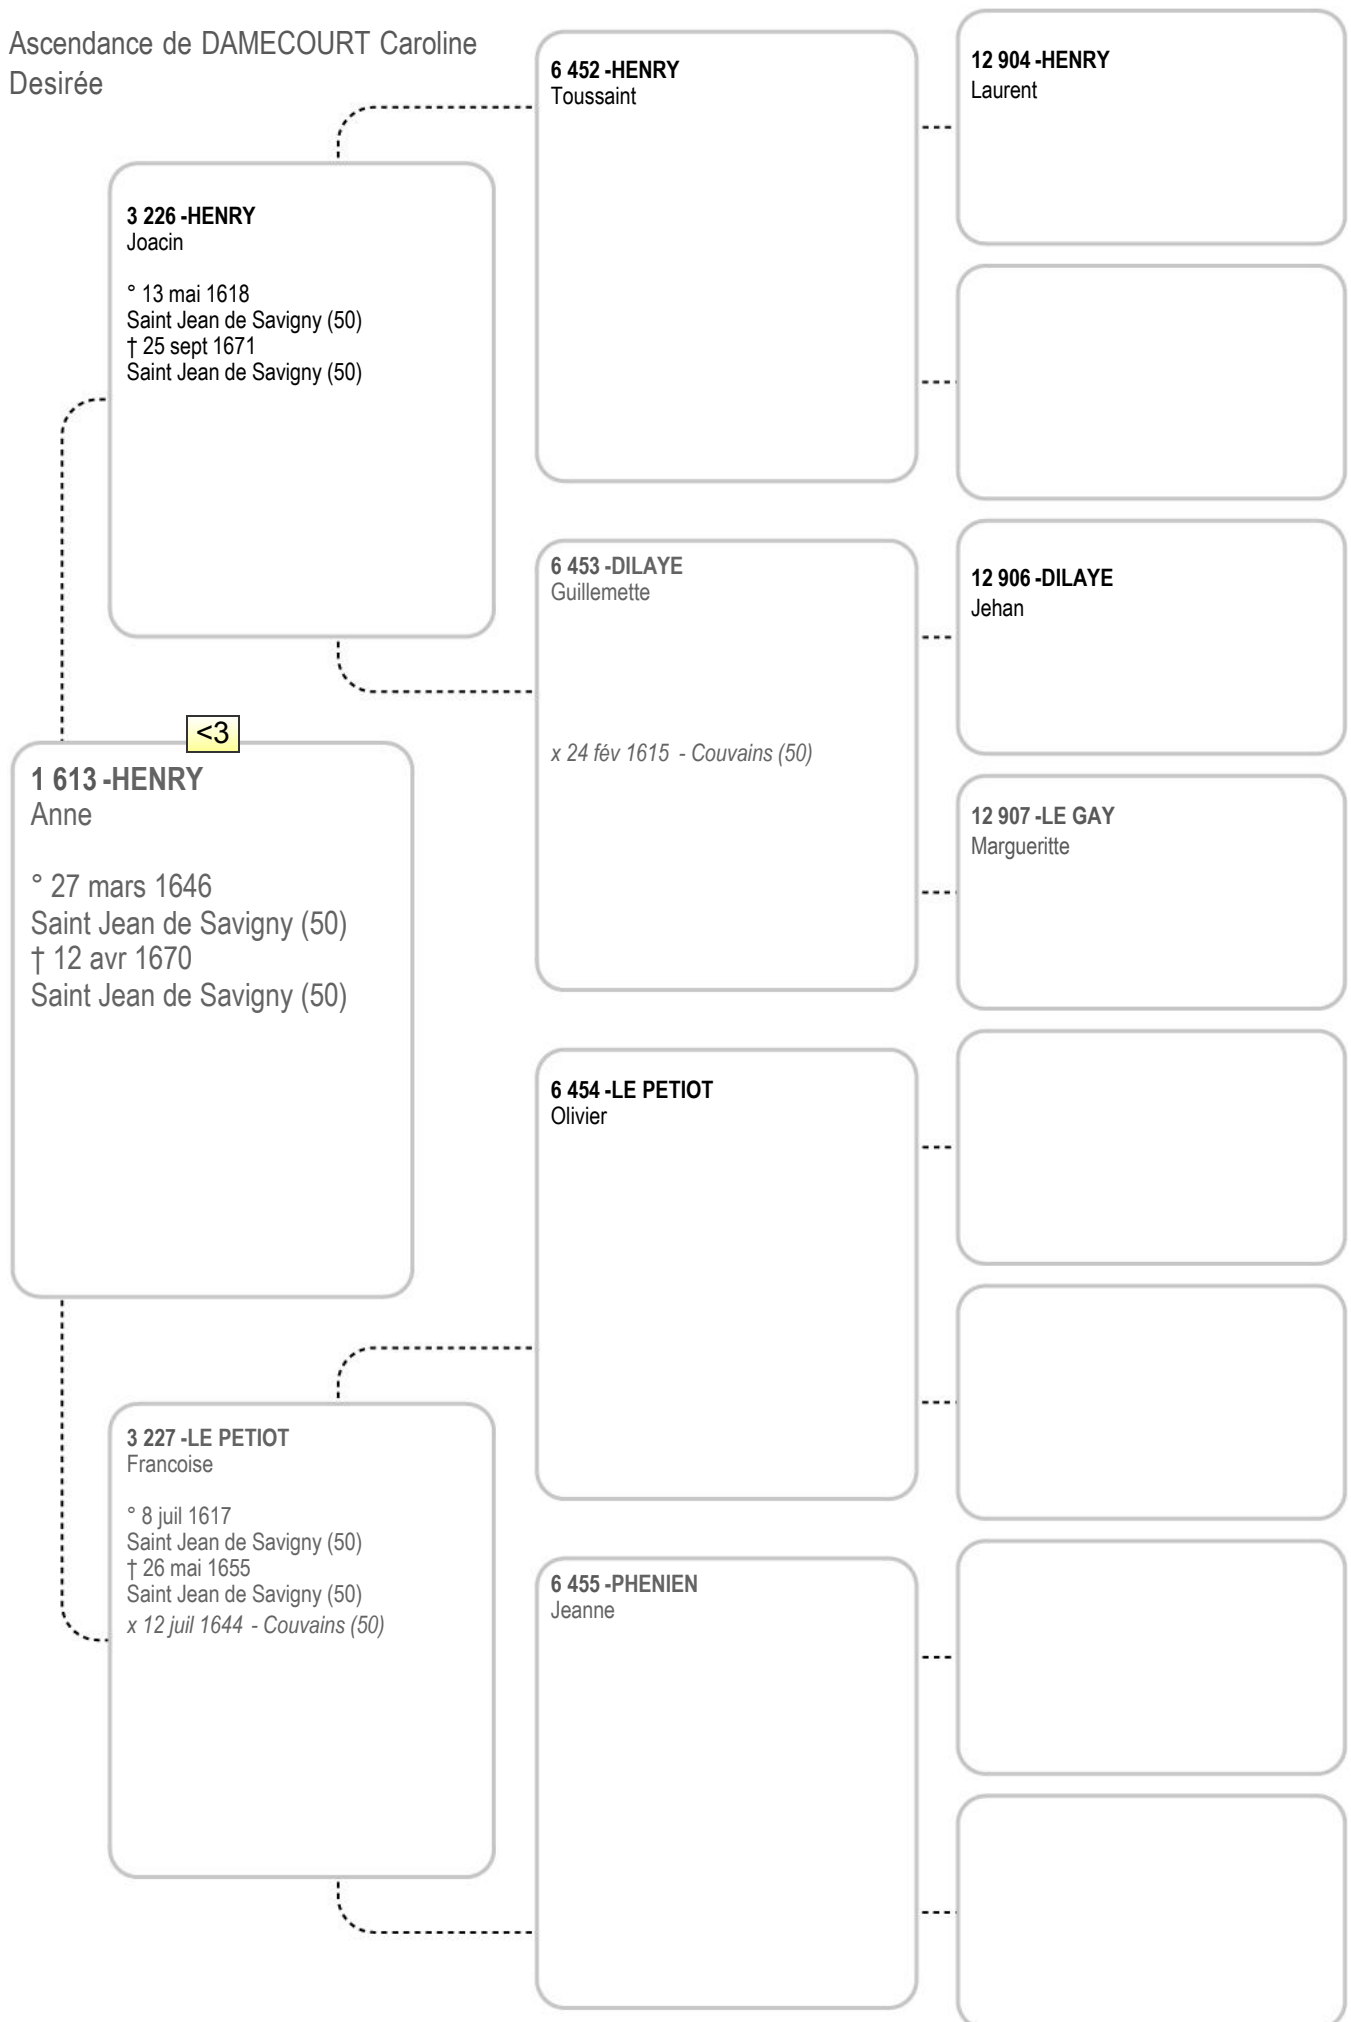 Ascendance de DAMECOURT Caroline
Desirée
6 452 -HENRY
Toussaint
12 904 -HENRY
Laurent
3 226 -HENRY
Joacin
° 13 mai 1618
Saint Jean de Savigny (50)
† 25 sept 1671
Saint Jean de Savigny (50)
6 453 -DILAYE
Guillemette
x 24 fév 1615 - Couvains (50)
12 906 -DILAYE
Jehan
<3
1 613 -HENRY
Anne
° 27 mars 1646
Saint Jean de Savigny (50)
† 12 avr 1670
Saint Jean de Savigny (50)
12 907 -LE GAY
Margueritte
6 454 -LE PETIOT
Olivier
3 227 -LE PETIOT
Francoise
° 8 juil 1617
Saint Jean de Savigny (50)
† 26 mai 1655
Saint Jean de Savigny (50)
x 12 juil 1644 - Couvains (50)
6 455 -PHENIEN
Jeanne